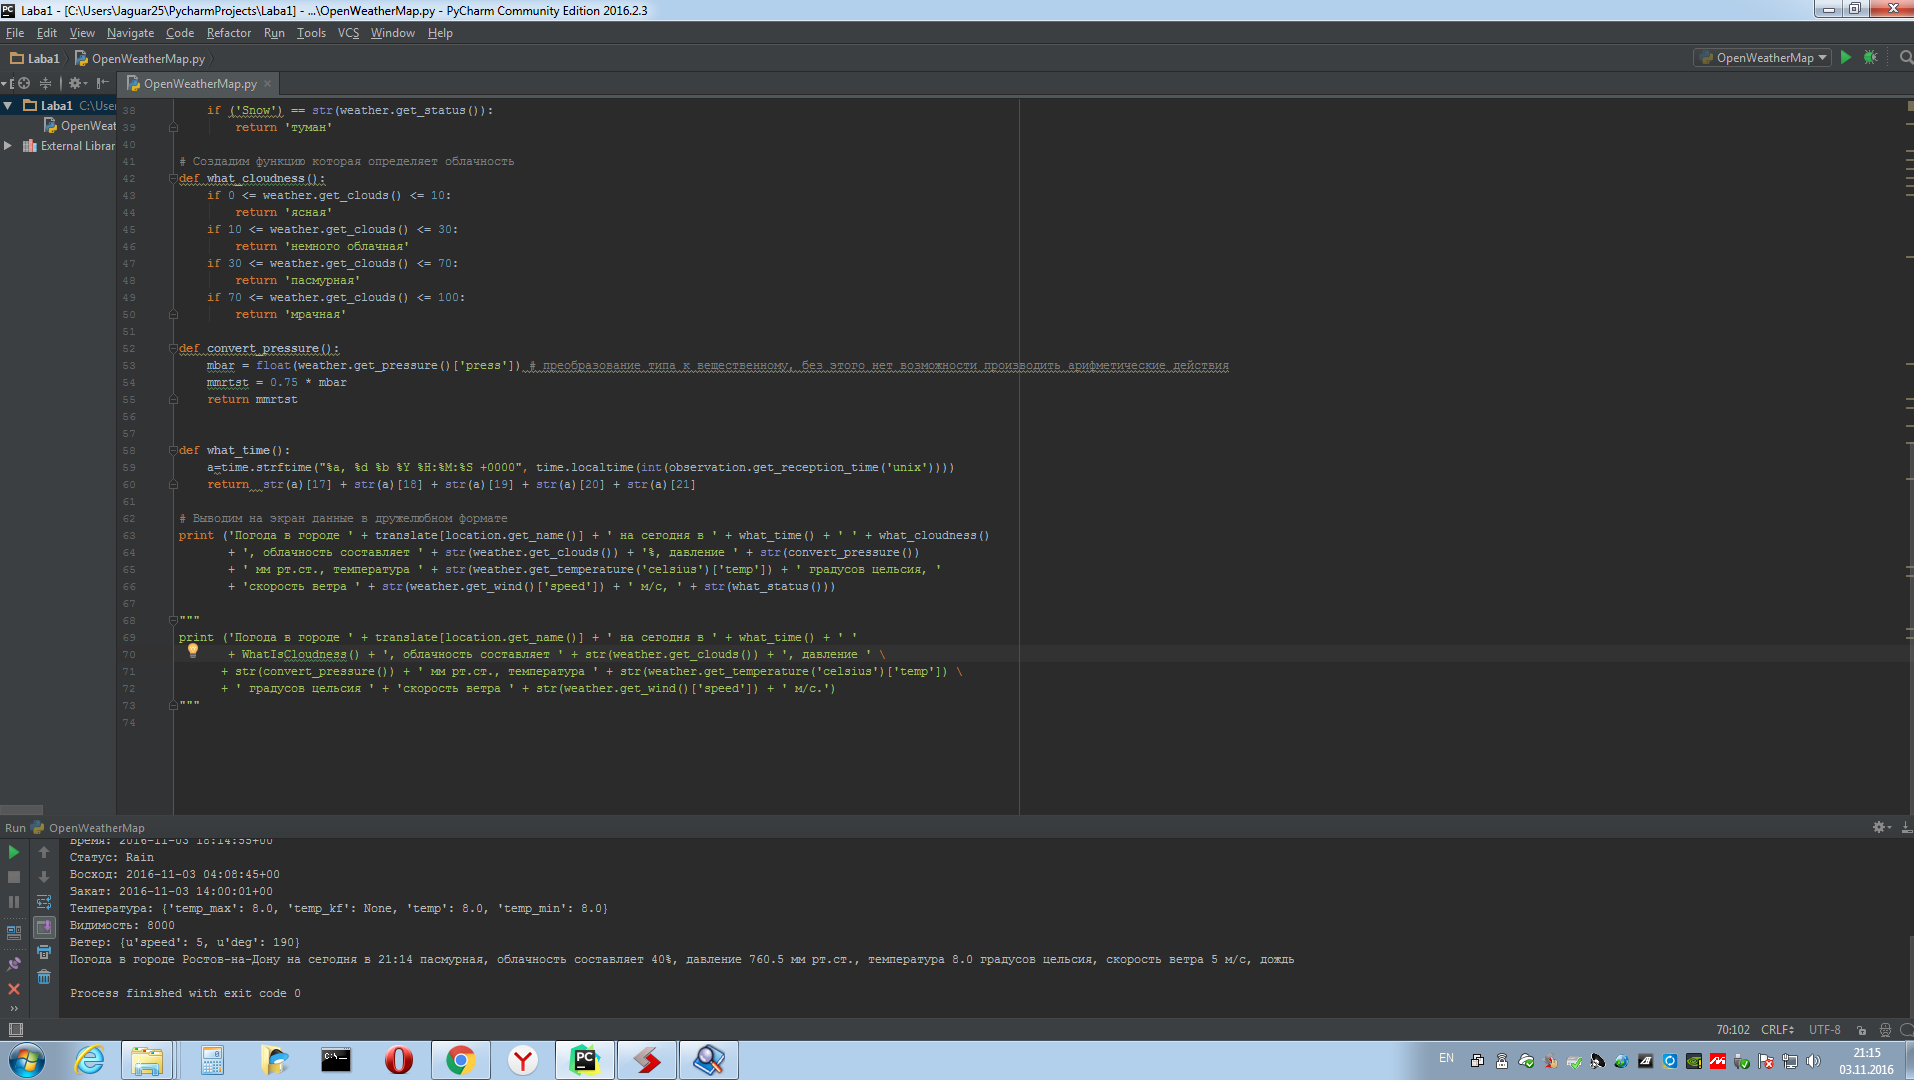 Laba1 - [C:\Users\Jaguar25\PycharmProjects\Laba1] - ...\OpenWeatherMap.py - PyCharm Community Edition 2016.2.3
File Edit View Navigate Code Refactor Run Tools VCS Window Help
Laba1 OpenWeatherMap.py
OpenWeatherMap
OpenWeatherMap.py
Laba1 C:\Use
OpenWeat
External Librar
38 if ('Snow') == str(weather.get_status()):
39 return 'туман'
40
41 # Создадим функцию которая определяет облачность
42 def what_cloudness():
43 if 0 <= weather.get_clouds() <= 10:
44 return 'ясная'
45 if 10 <= weather.get_clouds() <= 30:
46 return 'немного облачная'
47 if 30 <= weather.get_clouds() <= 70:
48 return 'пасмурная'
49 if 70 <= weather.get_clouds() <= 100:
50 return 'мрачная'
51
52 def convert_pressure():
53 mbar = float(weather.get_pressure()['press']) # преобразование типа к вещественному, без этого нет возможности производить арифметические действия
54 mmrtst = 0.75 * mbar
55 return mmrtst
56
57
58 def what_time():
59 a=time.strftime("%a, %d %b %Y %H:%M:%S +0000", time.localtime(int(observation.get_reception_time('unix'))))
60 return str(a)[17] + str(a)[18] + str(a)[19] + str(a)[20] + str(a)[21]
61
62 # Выводим на экран данные в дружелюбном формате
63 print ('Погода в городе ' + translate[location.get_name()] + ' на сегодня в ' + what_time() + ' ' + what_cloudness()
64 + ', облачность составляет ' + str(weather.get_clouds()) + '%, давление ' + str(convert_pressure())
65 + ' мм рт.ст., температура ' + str(weather.get_temperature('celsius')['temp']) + ' градусов цельсия, '
66 + 'скорость ветра ' + str(weather.get_wind()['speed']) + ' м/с, ' + str(what_status()))
67
68 """
69 print ('Погода в городе ' + translate[location.get_name()] + ' на сегодня в ' + what_time() + ' '
70 + WhatIsCloudness() + ', облачность составляет ' + str(weather.get_clouds()) + ', давление ' \
71 + str(convert_pressure()) + ' мм рт.ст., температура ' + str(weather.get_temperature('celsius')['temp']) \
72 + ' градусов цельсия ' + 'скорость ветра ' + str(weather.get_wind()['speed']) + ' м/с.')
73 """
74
Run OpenWeatherMap
Время: 2016-11-03 18:14:55+00
Статус: Rain
Восход: 2016-11-03 04:08:45+00
Закат: 2016-11-03 14:00:01+00
Температура: {'temp_max': 8.0, 'temp_kf': None, 'temp': 8.0, 'temp_min': 8.0}
Видимость: 8000
Ветер: {u'speed': 5, u'deg': 190}
Погода в городе Ростов-на-Дону на сегодня в 21:14 пасмурная, облачность составляет 40%, давление 760.5 мм рт.ст., температура 8.0 градусов цельсия, скорость ветра 5 м/с, дождь
Process finished with exit code 0
70:102 CRLF UTF-8
EN
21:15
03.11.2016